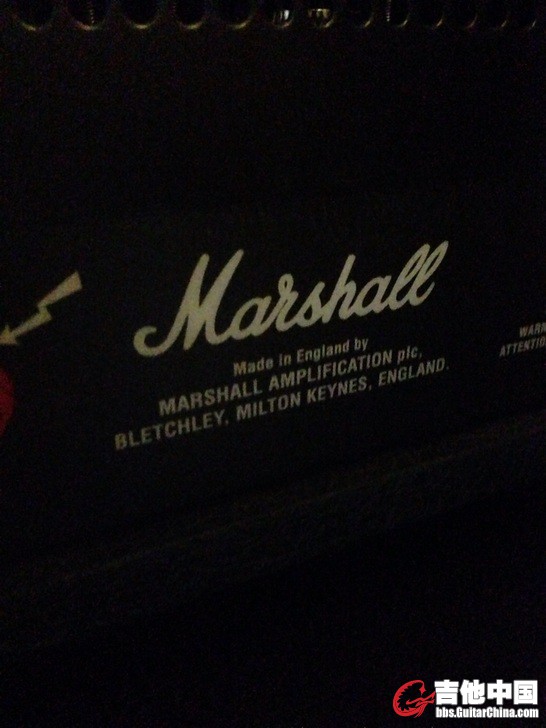 Marshall
Made in England by
MARSHALL AMPLIFICATION plc,
BLETCHLEY, MILTON KEYNES, ENGLAND.
吉他中国
bbs.GuitarChina.com